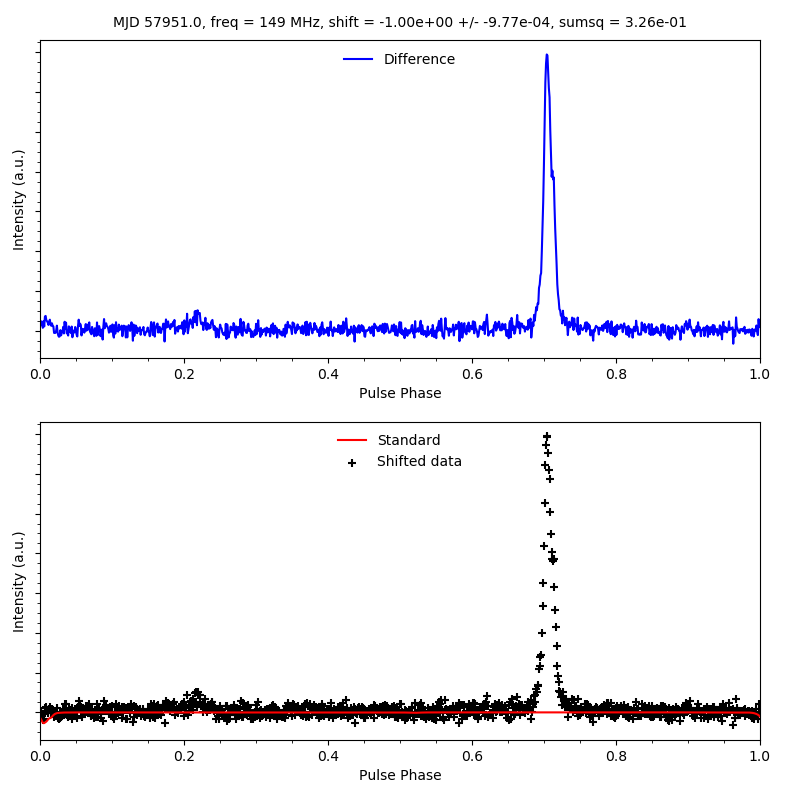 MJD 57951.0, freq = 149 MHz, shift = -1.00e+00 +/- -9.77e-04, sumsq = 3.26e-01
Difference
Intensity (a.u.)
0.0 0.2 0.4 0.6 0.8 1.0
Pulse Phase
Standard
Shifted data
Intensity (a.u.)
0.0 0.2 0.4 0.6 0.8 1.0
Pulse Phase